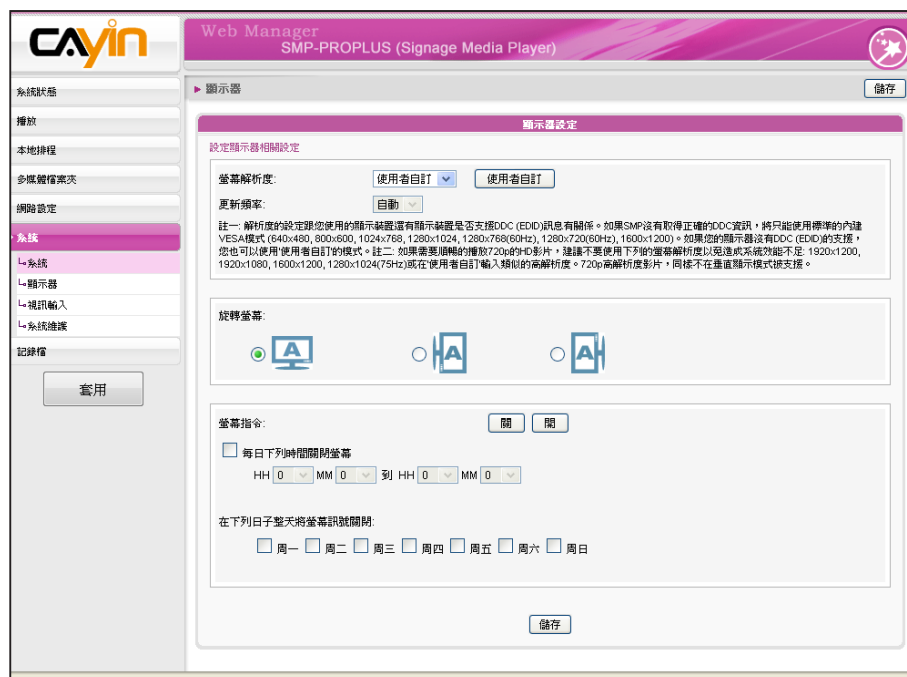 CAYIN
Web Manager
SMP-PROPLUS (Signage Media Player)
系統狀態
播放
本地排程
多媒體檔案夾
網路設定
系統
系統
顯示器
視訊輸入
系統維護
記錄檔
套用
顯示器
儲存
顯示器設定
設定顯示器相關設定
螢幕解析度: 使用者自訂 使用者自訂
更新頻率: 自動
註一: 解析度的設定跟您使用的顯示裝置還有顯示裝置是否支援DDC (EDID)訊息有關係。如果SMP沒有取得正確的DDC資訊，將只能使用標準的內建
VESA模式 (640x480, 800x600, 1024x768, 1280x1024, 1280x768(60Hz), 1280x720(60Hz), 1600x1200)。如果您的顯示器沒有DDC (EDID)的支援，
您也可以使用'使用者自訂'的模式。註二: 如果需要順暢的播放720p的HD影片，建議不要使用下列的螢幕解析度以免造成系統效能不足: 1920x1200,
1920x1080, 1600x1200, 1280x1024(75Hz)或在'使用者自訂'輸入類似的高解析度。720p高解析度影片，同樣不在垂直顯示模式被支援。
旋轉螢幕:
A A A
螢幕指令: 關 開
每日下列時間關閉螢幕
HH 0 MM 0 到 HH 0 MM 0
在下列日子整天將螢幕訊號關閉:
周一 周二 周三 周四 周五 周六 周日
儲存